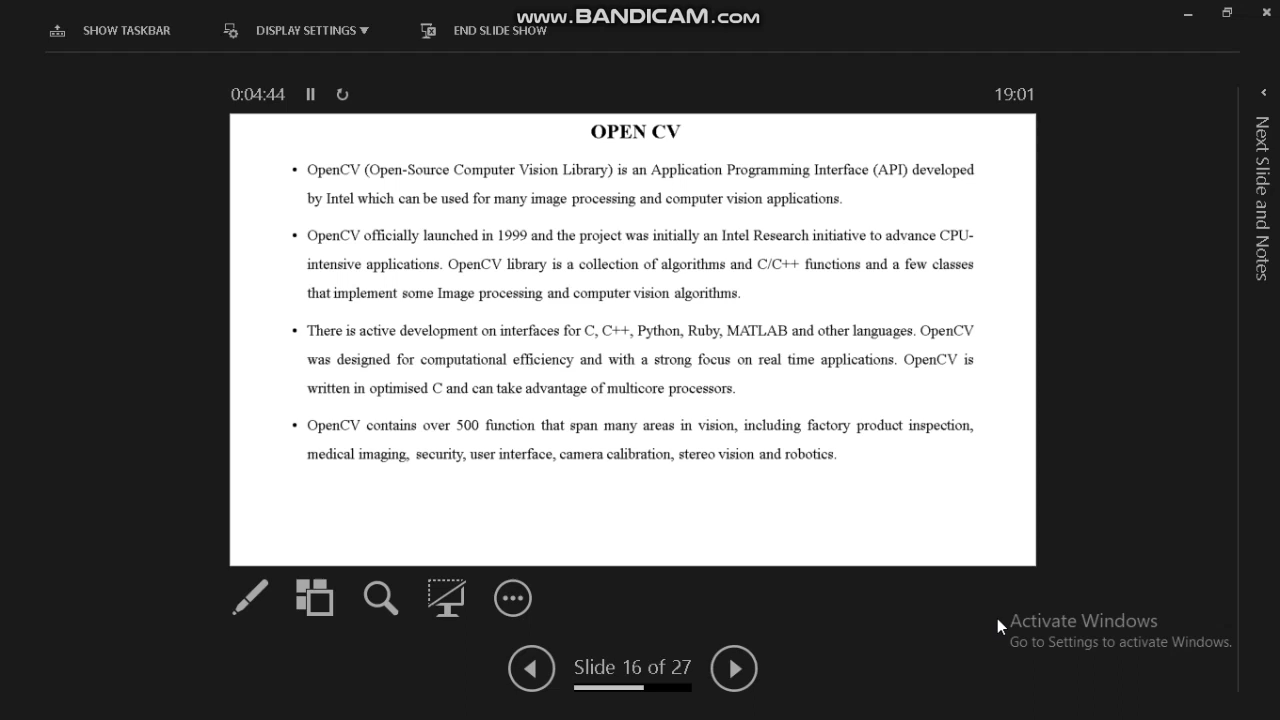 www.BANDICAM.com
SHOW TASKBAR
DISPLAY SETTINGS
END SLIDE SHOW
0:04:44
19:01
Next Slide and Notes
OPEN CV
• OpenCV (Open-Source Computer Vision Library) is an Application Programming Interface (API) developed
by Intel which can be used for many image processing and computer vision applications.
• OpenCV officially launched in 1999 and the project was initially an Intel Research initiative to advance CPU-
intensive applications. OpenCV library is a collection of algorithms and C/C++ functions and a few classes
that implement some Image processing and computer vision algorithms.
• There is active development on interfaces for C, C++, Python, Ruby, MATLAB and other languages. OpenCV
was designed for computational efficiency and with a strong focus on real time applications. OpenCV is
written in optimised C and can take advantage of multicore processors.
• OpenCV contains over 500 function that span many areas in vision, including factory product inspection,
medical imaging, security, user interface, camera calibration, stereo vision and robotics.
Activate Windows
Go to Settings to activate Windows.
Slide 16 of 27